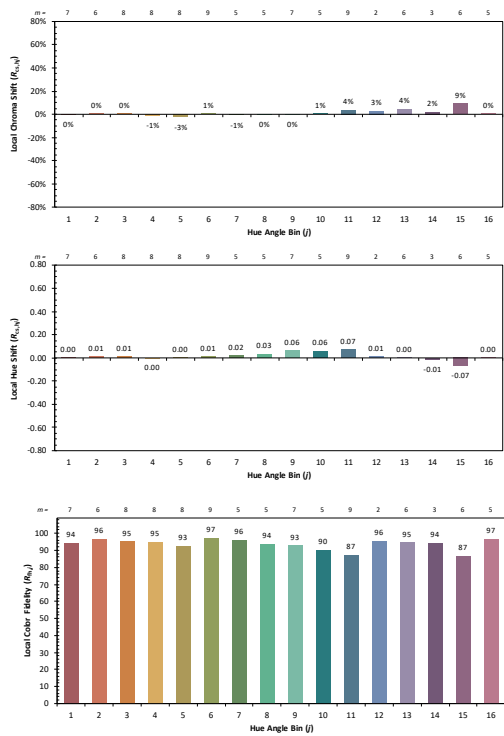 m = 7 6 8 8 8 9 5 5 7 5 9 2 6 3 6 5
80%
60%
40%
20%
0%
-20%
-40%
-60%
-80%
Local Chroma Shift (Rcs,hj)
0% 0% 0% -1% -3% 1% -1% 0% 0% 1% 4% 3% 4% 2% 9% 0%
1 2 3 4 5 6 7 8 9 10 11 12 13 14 15 16
Hue Angle Bin (j)
m = 7 6 8 8 8 9 5 5 7 5 9 2 6 3 6 5
0.80
0.60
0.40
0.20
0.00
-0.20
-0.40
-0.60
-0.80
Local Hue Shift (Rcs,hj)
0.00 0.01 0.01 0.00 0.00 0.01 0.02 0.03 0.06 0.06 0.07 0.01 0.00 -0.01 -0.07 0.00
1 2 3 4 5 6 7 8 9 10 11 12 13 14 15 16
Hue Angle Bin (j)
m = 7 6 8 8 8 9 5 5 7 5 9 2 6 3 6 5
100
90
80
70
60
50
40
30
20
10
0
Local Color Fidelity (Rfh,j)
94 96 95 95 93 97 96 94 93 90 87 96 95 94 87 97
1 2 3 4 5 6 7 8 9 10 11 12 13 14 15 16
Hue Angle Bin (j)